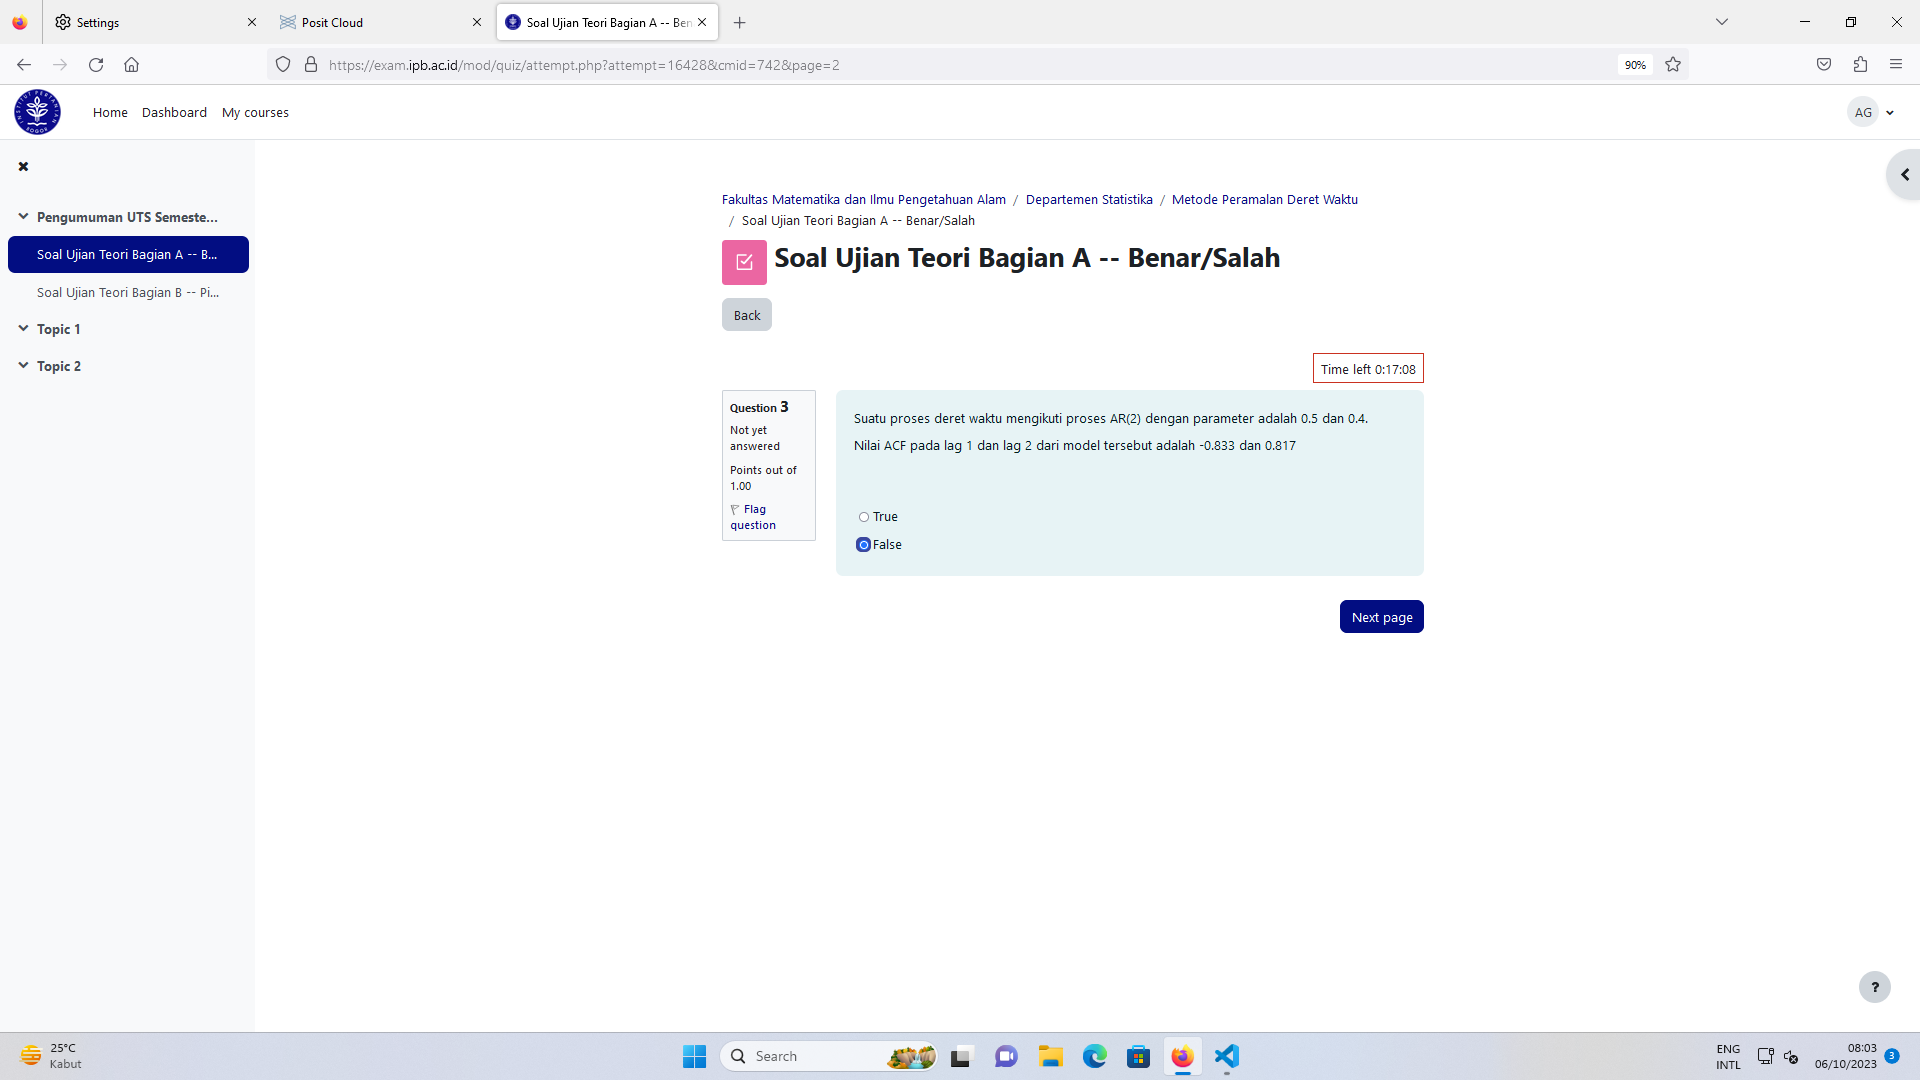 Settings
Posit Cloud
Soal Ujian Teori Bagian A -- Ben
https://exam.ipb.ac.id/mod/quiz/attempt.php?attempt=16428&cmid=742&page=2
90%
INSTITUT PERTANIAN BOGOR
Home
Dashboard
My courses
AG
Pengumuman UTS Semeste...
Soal Ujian Teori Bagian A -- B...
Soal Ujian Teori Bagian B -- Pi...
Topic 1
Topic 2
Fakultas Matematika dan Ilmu Pengetahuan Alam / Departemen Statistika / Metode Peramalan Deret Waktu
/ Soal Ujian Teori Bagian A -- Benar/Salah
Soal Ujian Teori Bagian A -- Benar/Salah
Back
Time left 0:17:08
Question 3
Not yet
answered
Points out of
1.00
Flag
question
Suatu proses deret waktu mengikuti proses AR(2) dengan parameter adalah 0.5 dan 0.4.
Nilai ACF pada lag 1 dan lag 2 dari model tersebut adalah -0.833 dan 0.817
True
False
Next page
?
25°C
Kabut
Search
ENG
INTL
08:03
06/10/2023
3